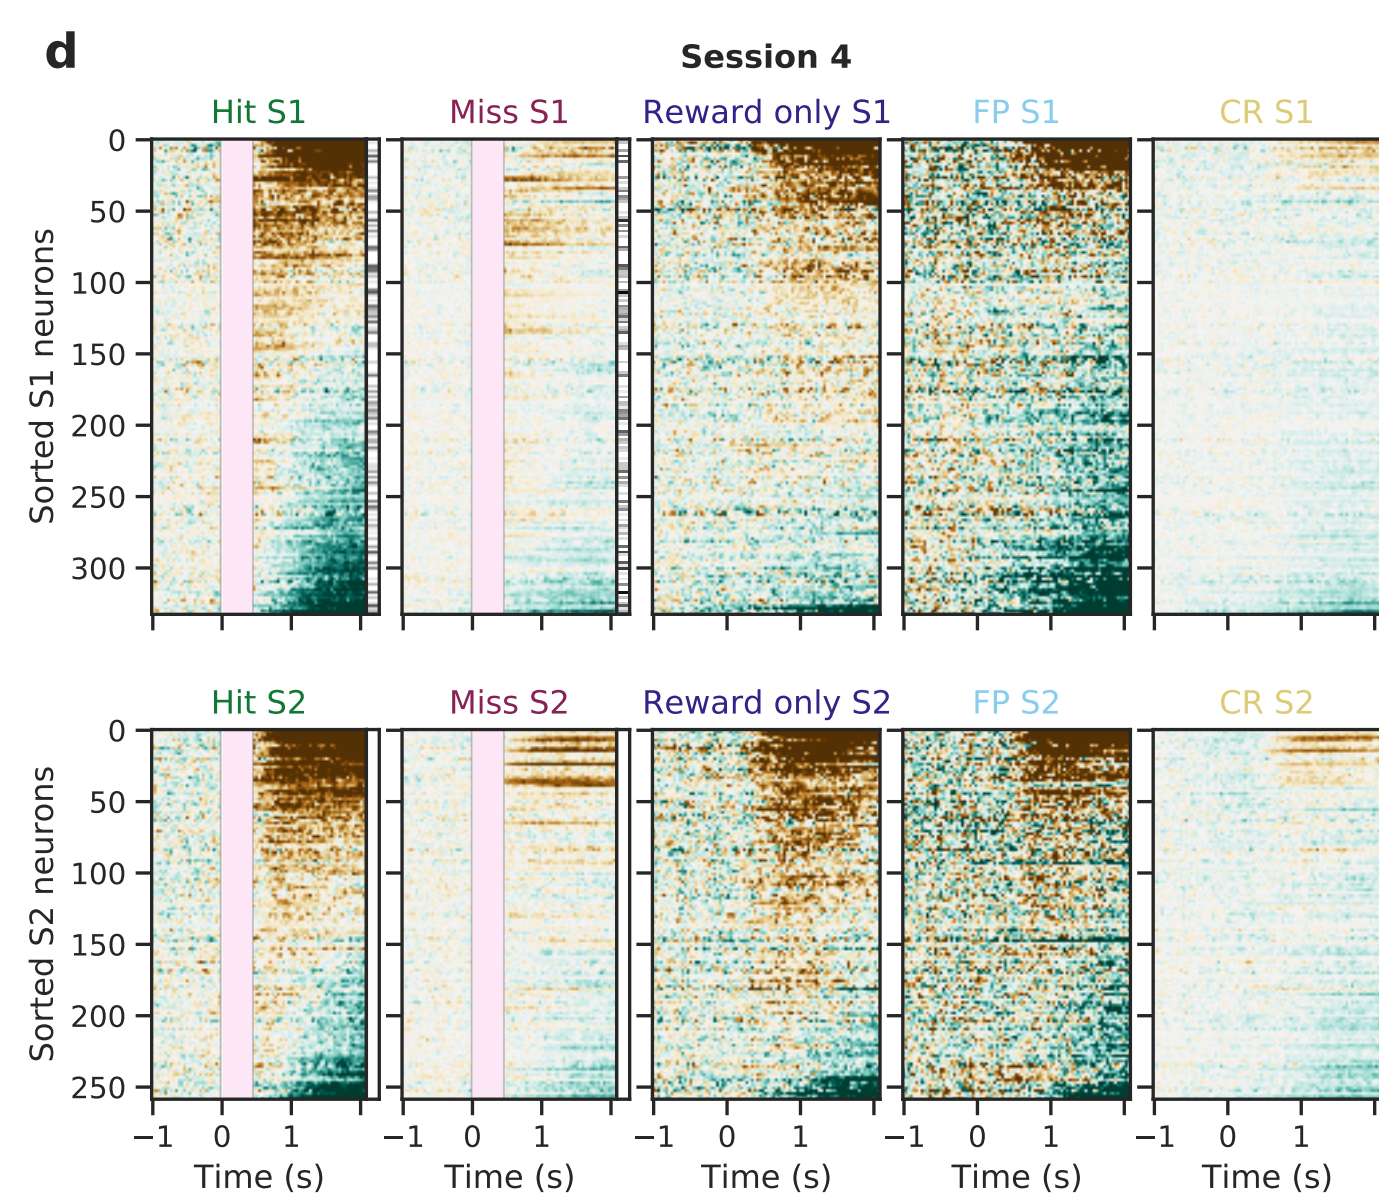 d
Session 4
Hit S1 Miss S1 Reward only S1 FP S1 CR S1
0
50
100
150
200
250
300
Sorted S1 neurons
Hit S2 Miss S2 Reward only S2 FP S2 CR S2
0
50
100
150
200
250
Sorted S2 neurons
−1 0 1 −1 0 1 −1 0 1 −1 0 1 −1 0 1
Time (s) Time (s) Time (s) Time (s) Time (s)